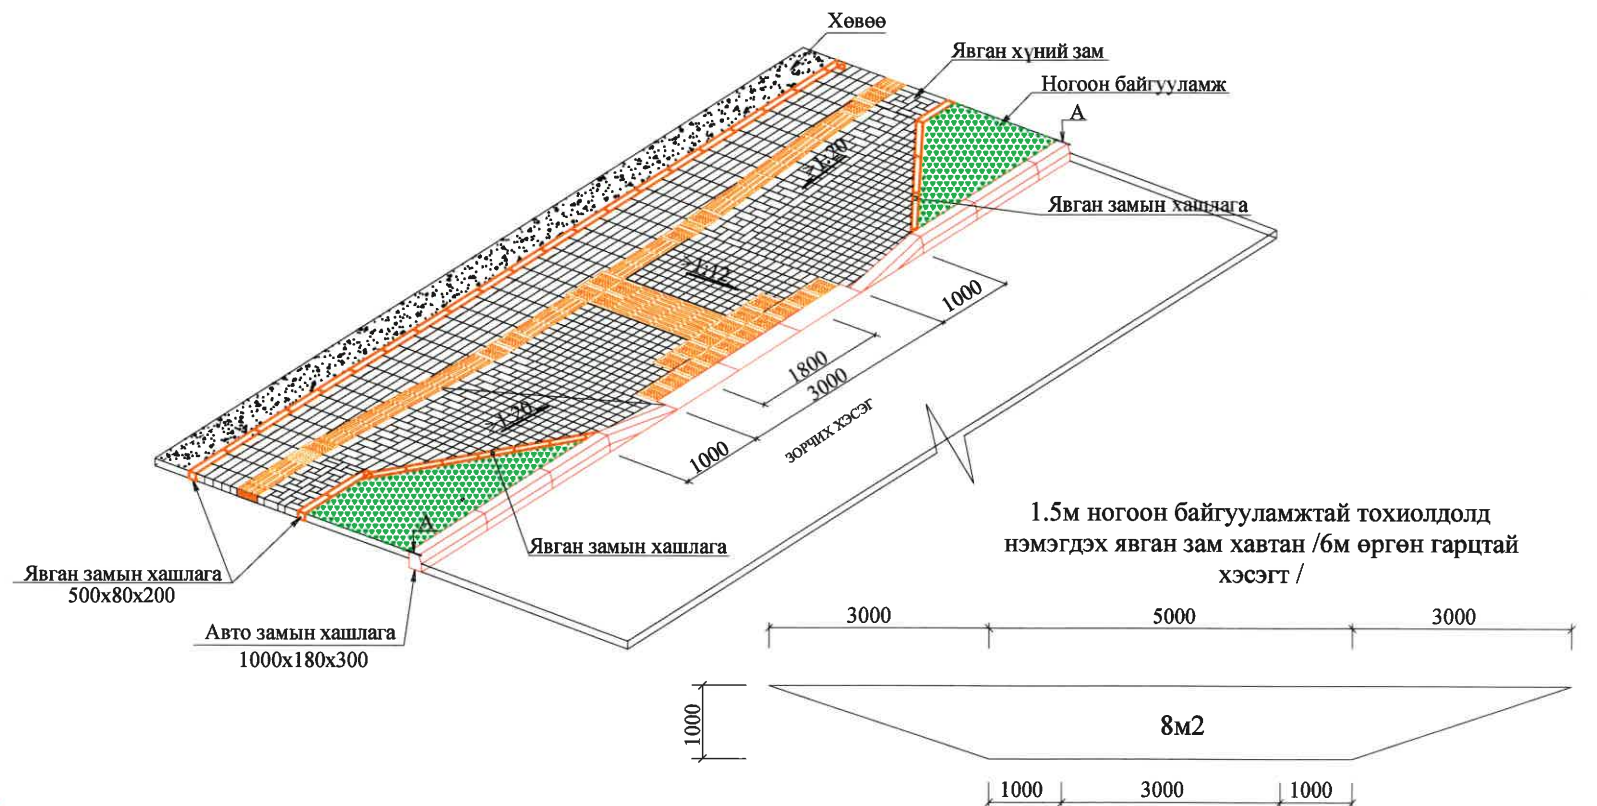 Хөвөө
Явган хүний зам
Ногоон байгууламж
А
>1:20
Явган замын хашлага
>1:12
1000
1800
3000
1000
ЗОРЧИХ ХЭСЭГ
>1:20
А
Явган замын хашлага
Явган замын хашлага
500x80x200
Авто замын хашлага
1000x180x300
1.5м ногоон байгууламжтай тохиолдолд
нэмэгдэх явган зам хавтан /6м өргөн гарцтай
хэсэгт /
3000 5000 3000
1000
8м2
1000 3000 1000